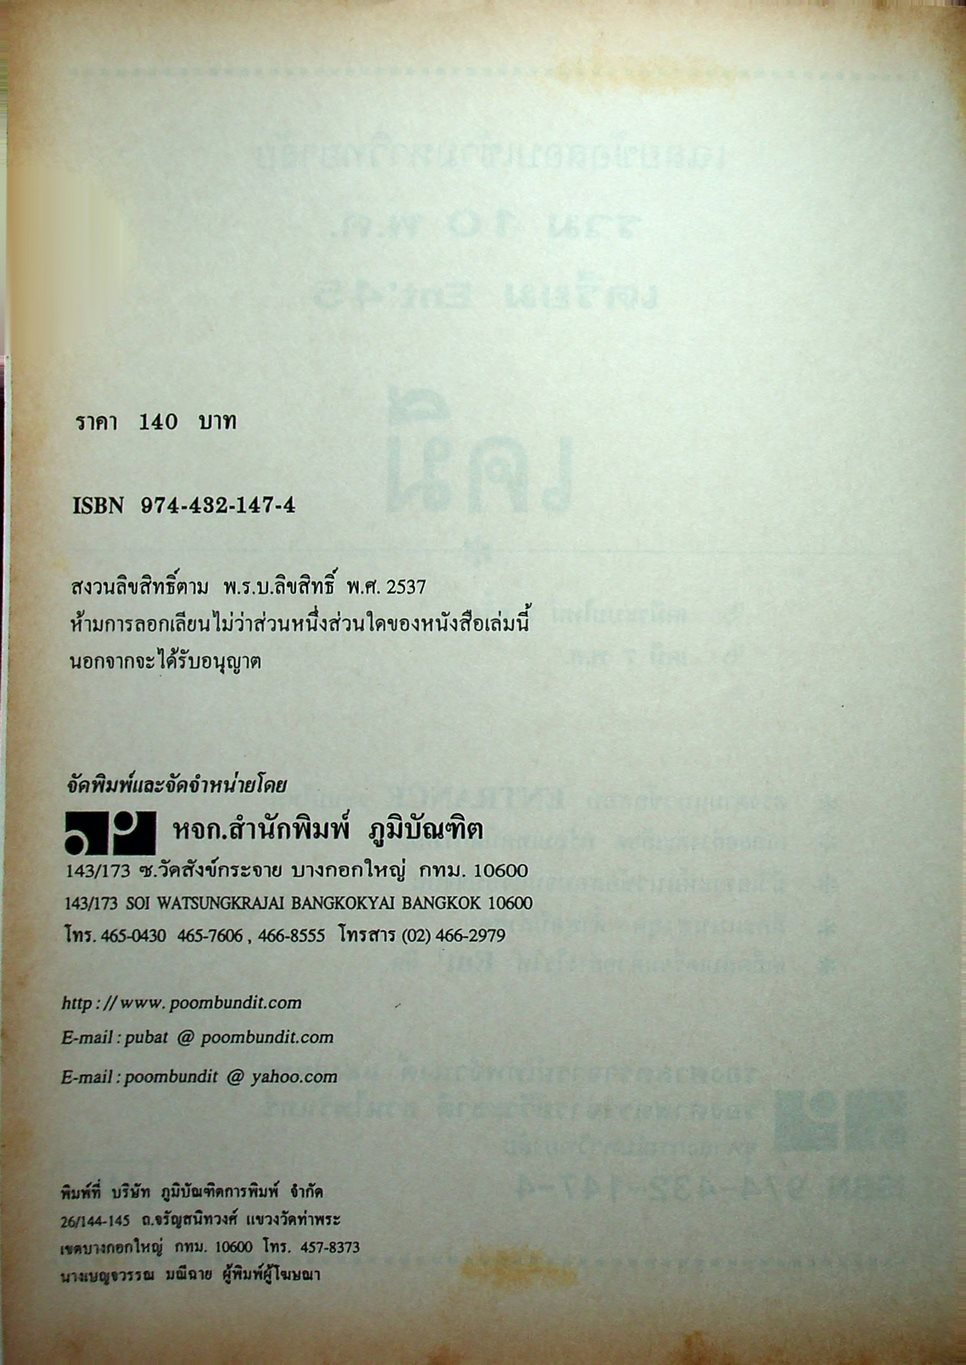 ราคา 140 บาท
ISBN 974-432-147-4
สงวนลิขสิทธิ์ตาม พ.ร.บ.ลิขสิทธิ์ พ.ศ. 2537
ห้ามการลอกเลียนไม่ว่าส่วนหนึ่งส่วนใดของหนังสือเล่มนี้
นอกจากจะได้รับอนุญาต
จัดพิมพ์และจัดจำหน่ายโดย
หจก.สำนักพิมพ์ ภูมิบัณฑิต
143/173 ซ.วัดสังข์กระจาย บางกอกใหญ่ กทม. 10600
143/173 SOI WATSUNGKRAJAI BANGKOKYAI BANGKOK 10600
โทร. 465-0430 465-7606 , 466-8555 โทรสาร (02) 466-2979
http : // www. poombundit.com
E-mail : pubat @ poombundit.com
E-mail : poombundit @ yahoo.com
พิมพ์ที่ บริษัท ภูมิบัณฑิตการพิมพ์ จำกัด
26/144-145 ถ.จรัญสนิทวงศ์ แขวงวัดท่าพระ
เขตบางกอกใหญ่ กทม. 10600 โทร. 457-8373
นางเบญจวรรณ มณีฉาย ผู้พิมพ์ผู้โฆษณา